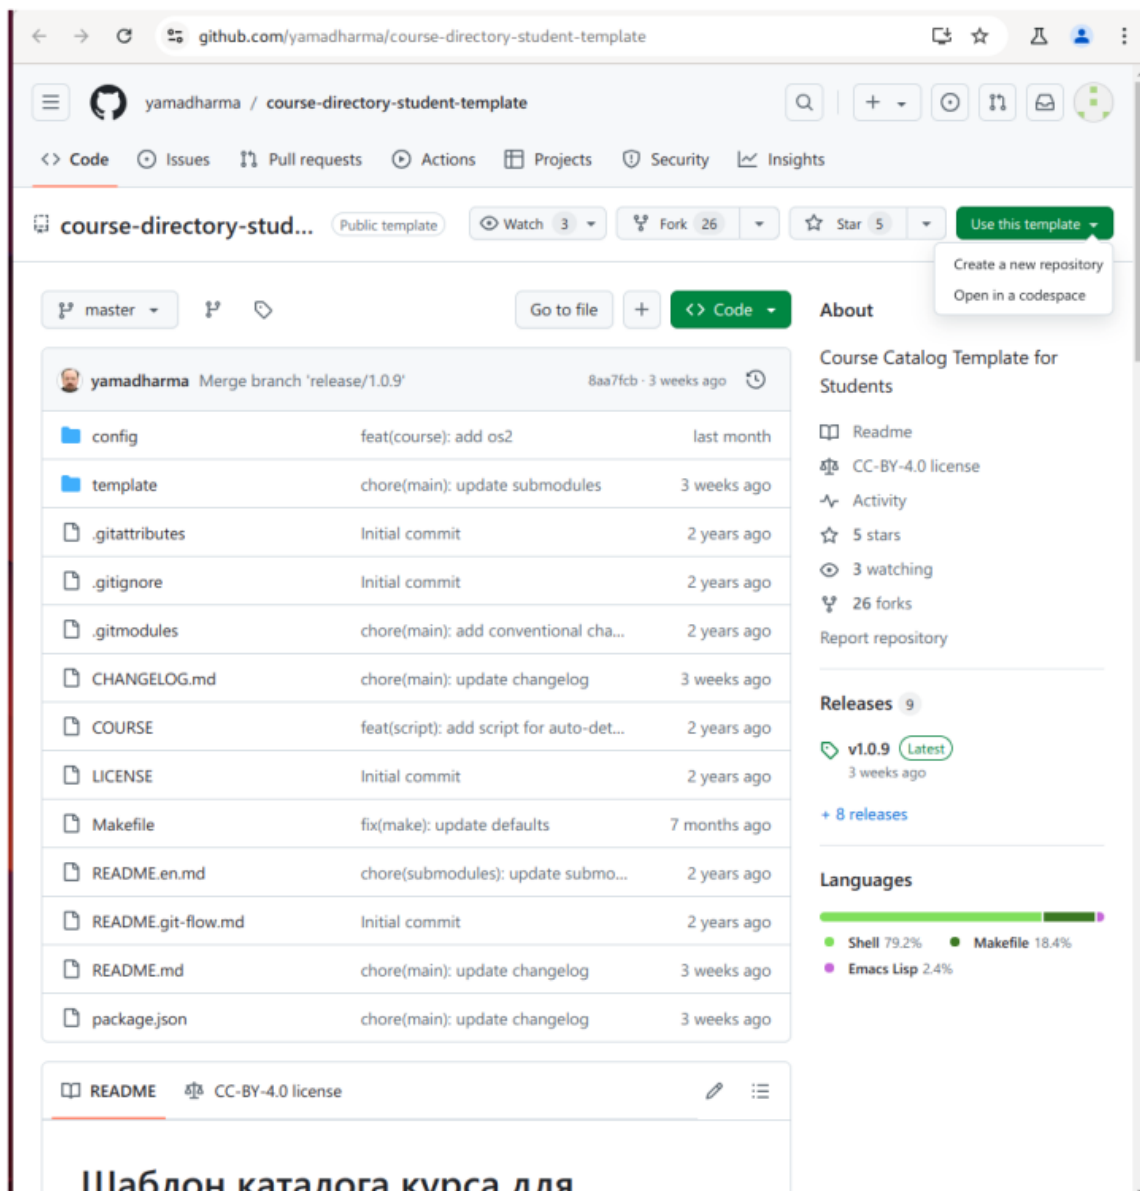 github.com/yamadharma/course-directory-student-template
yamadharma / course-directory-student-template
Code Issues Pull requests Actions Projects Security Insights
course-directory-stud... Public template Watch 3 Fork 26 Star 5 Use this template
Create a new repository
Open in a codespace
master Go to file Code
yamadharma Merge branch 'release/1.0.9' 8aa7fcb · 3 weeks ago
config feat(course): add os2 last month
template chore(main): update submodules 3 weeks ago
.gitattributes Initial commit 2 years ago
.gitignore Initial commit 2 years ago
.gitmodules chore(main): add conventional cha... 2 years ago
CHANGELOG.md chore(main): update changelog 3 weeks ago
COURSE feat(script): add script for auto-det... 2 years ago
LICENSE Initial commit 2 years ago
Makefile fix(make): update defaults 7 months ago
README.en.md chore(submodules): update submo... 2 years ago
README.git-flow.md Initial commit 2 years ago
README.md chore(main): update changelog 3 weeks ago
package.json chore(main): update changelog 3 weeks ago
README CC-BY-4.0 license
Шаблон каталога курса для
About
Course Catalog Template for
Students
Readme
CC-BY-4.0 license
Activity
5 stars
3 watching
26 forks
Report repository
Releases 9
v1.0.9 Latest
3 weeks ago
+ 8 releases
Languages
Shell 79.2% Makefile 18.4%
Emacs Lisp 2.4%